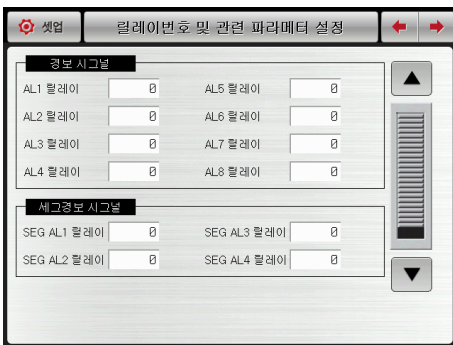 셋업 릴레이번호 및 관련 파라메터 설정
경보 시그널
AL1 릴레이 0 AL5 릴레이 0
AL2 릴레이 0 AL6 릴레이 0
AL3 릴레이 0 AL7 릴레이 0
AL4 릴레이 0 AL8 릴레이 0
세그경보 시그널
SEG AL1 릴레이 0 SEG AL3 릴레이 0
SEG AL2 릴레이 0 SEG AL4 릴레이 0